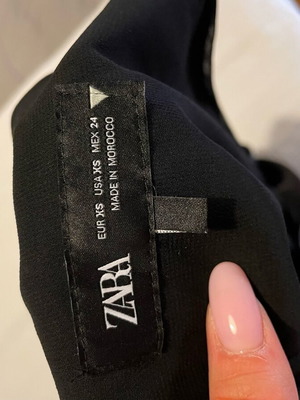 ZARA
EUR XS USA XS MEX 24
MADE IN MOROCCO